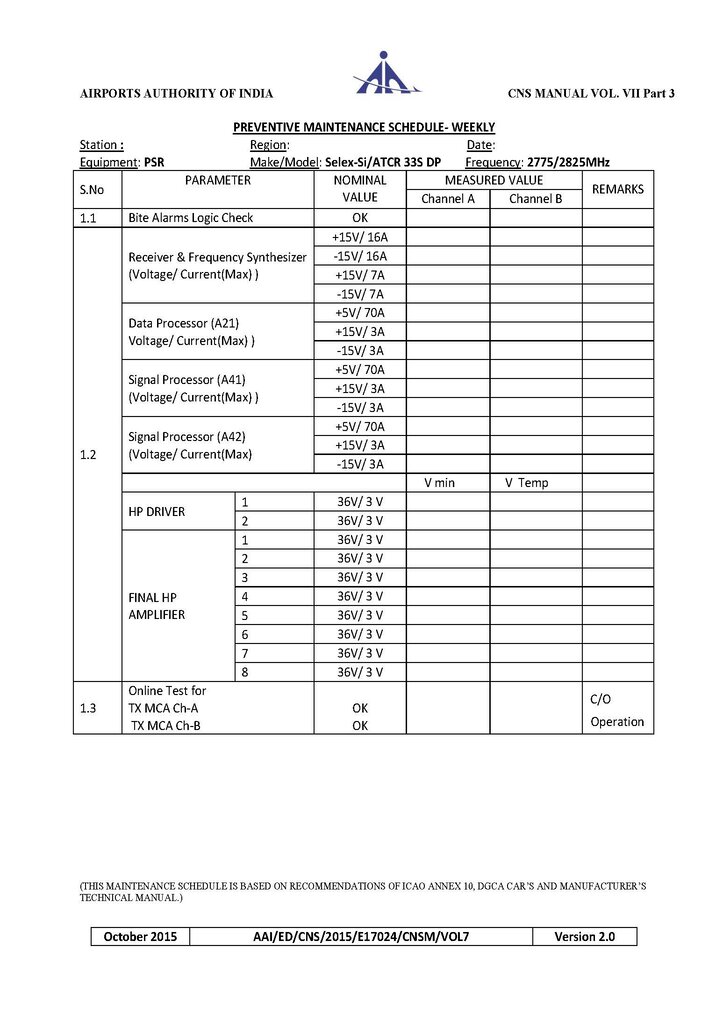 AIRPORTS AUTHORITY OF INDIA CNS MANUAL VOL. VII Part 3
PREVENTIVE MAINTENANCE SCHEDULE- WEEKLY
Station : Region: Date:
Equipment: PSR Make/Model: Selex-Si/ATCR 33S DP Frequency: 2775/2825MHz
S.No PARAMETER NOMINAL VALUE MEASURED VALUE REMARKS
Channel A Channel B
1.1 Bite Alarms Logic Check OK
1.2
Receiver & Frequency Synthesizer
(Voltage/ Current(Max) )
+15V/ 16A
-15V/ 16A
+15V/ 7A
-15V/ 7A
Data Processor (A21)
Voltage/ Current(Max) )
+5V/ 70A
+15V/ 3A
-15V/ 3A
Signal Processor (A41)
(Voltage/ Current(Max) )
+5V/ 70A
+15V/ 3A
-15V/ 3A
Signal Processor (A42)
(Voltage/ Current(Max)
+5V/ 70A
+15V/ 3A
-15V/ 3A
V min V Temp
HP DRIVER
1 36V/ 3 V
2 36V/ 3 V
FINAL HP
AMPLIFIER
1 36V/ 3 V
2 36V/ 3 V
3 36V/ 3 V
4 36V/ 3 V
5 36V/ 3 V
6 36V/ 3 V
7 36V/ 3 V
8 36V/ 3 V
1.3
Online Test for
TX MCA Ch-A OK
TX MCA Ch-B OK
C/O
Operation
(THIS MAINTENANCE SCHEDULE IS BASED ON RECOMMENDATIONS OF ICAO ANNEX 10, DGCA CAR'S AND MANUFACTURER'S
TECHNICAL MANUAL.)
October 2015 AAI/ED/CNS/2015/E17024/CNSM/VOL7 Version 2.0